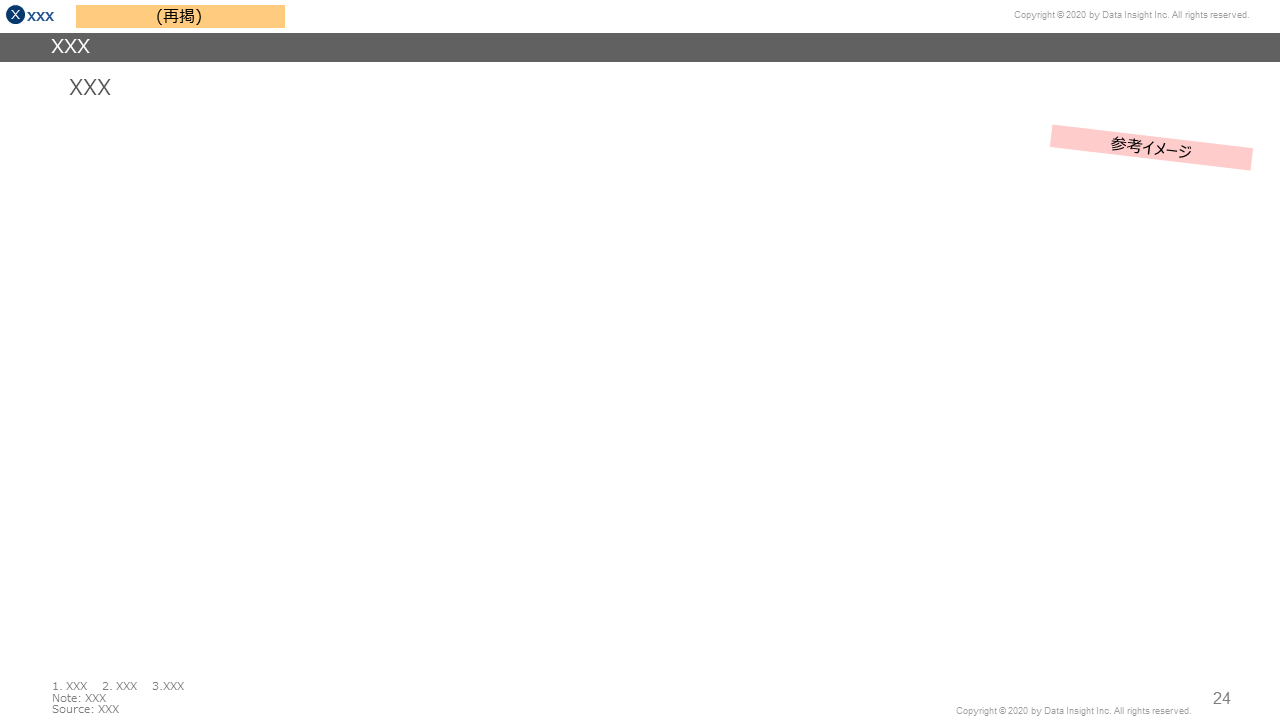 X xxx
(再掲)
Copyright © 2020 by Data Insight Inc. All rights reserved.
XXX
XXX
参考イメージ
1. XXX 2. XXX 3.XXX
Note: XXX
Source: XXX
Copyright © 2020 by Data Insight Inc. All rights reserved.
24